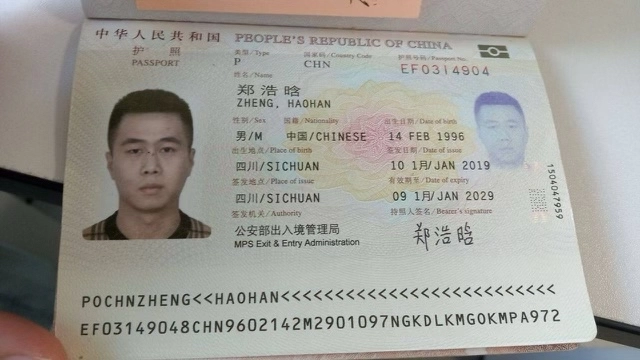 中华人民共和国 PEOPLE'S REPUBLIC OF CHINA
护照
PASSPORT
类型/Type 国家码/Country Code 护照号码/Passport No.
P CHN EF0314904
姓名/Name
郑浩晗
ZHENG, HAOHAN
性别/Sex 国籍/Nationality 出生日期/Date of birth
男/M 中国/CHINESE 14 FEB 1996
出生地点/Place of birth 签发日期/Date of issue
四川/SICHUAN 10 1月/JAN 2019
签发地点/Place of issue 有效期至/Date of expiry
四川/SICHUAN 09 1月/JAN 2029
签发机关/Authority 持照人签名/Bearer's signature
公安部出入境管理局 郑浩晗
MPS Exit & Entry Administration
1504047959
POCHNZHENG<<HAOHAN<<<<<<<<<<<<<<<<<<<<<<<<<<
EF03149048CHN9602142M2901097NGKDLKMGOKMPA972